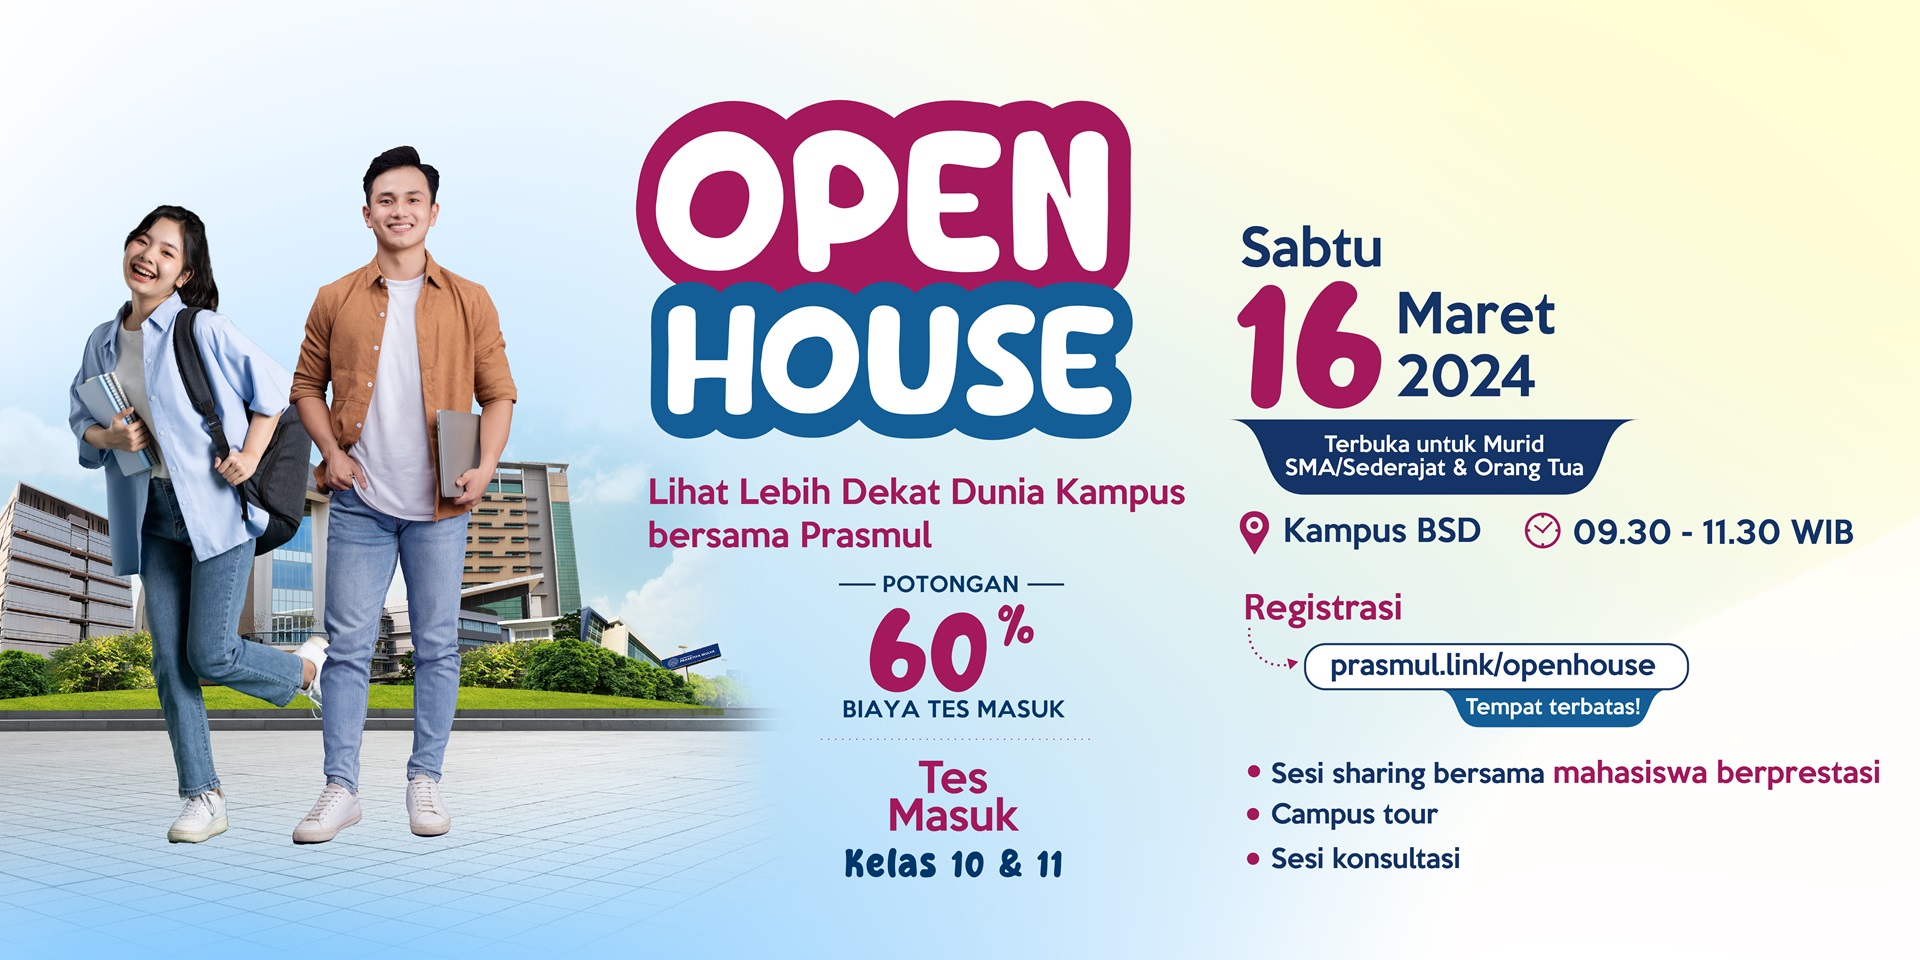 OPEN
HOUSE
Lihat Lebih Dekat Dunia Kampus
bersama Prasmul
POTONGAN
60%
BIAYA TES MASUK
Tes
Masuk
Kelas 10 & 11
Sabtu
16 Maret
2024
Terbuka untuk Murid
SMA/Sederajat & Orang Tua
Kampus BSD
09.30 - 11.30 WIB
Registrasi
prasmul.link/openhouse
Tempat terbatas!
Sesi sharing bersama mahasiswa berprestasi
Campus tour
Sesi konsultasi
PRASETIYA MULYA